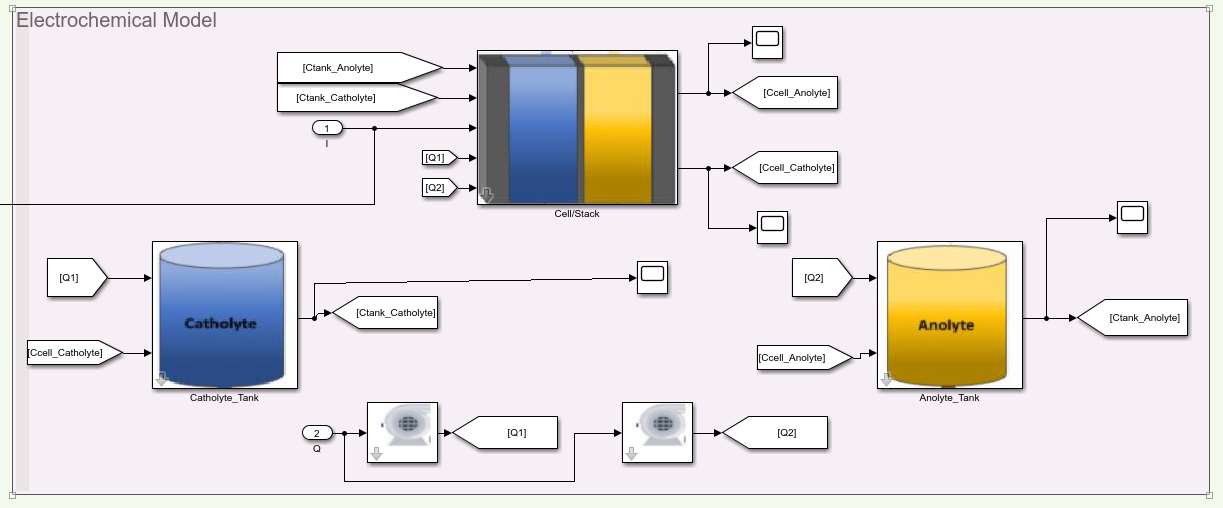 Electrochemical Model
[Ctank_Anolyte]
[Ctank_Catholyte]
1
I
[Q1]
[Q2]
Cell/Stack
[Ccell_Anolyte]
[Ccell_Catholyte]
[Q1]
[Ccell_Catholyte]
Catholyte
Catholyte_Tank
[Ctank_Catholyte]
[Q2]
[Ccell_Anolyte]
Anolyte
Anolyte_Tank
[Ctank_Anolyte]
2
Q
[Q1]
[Q2]